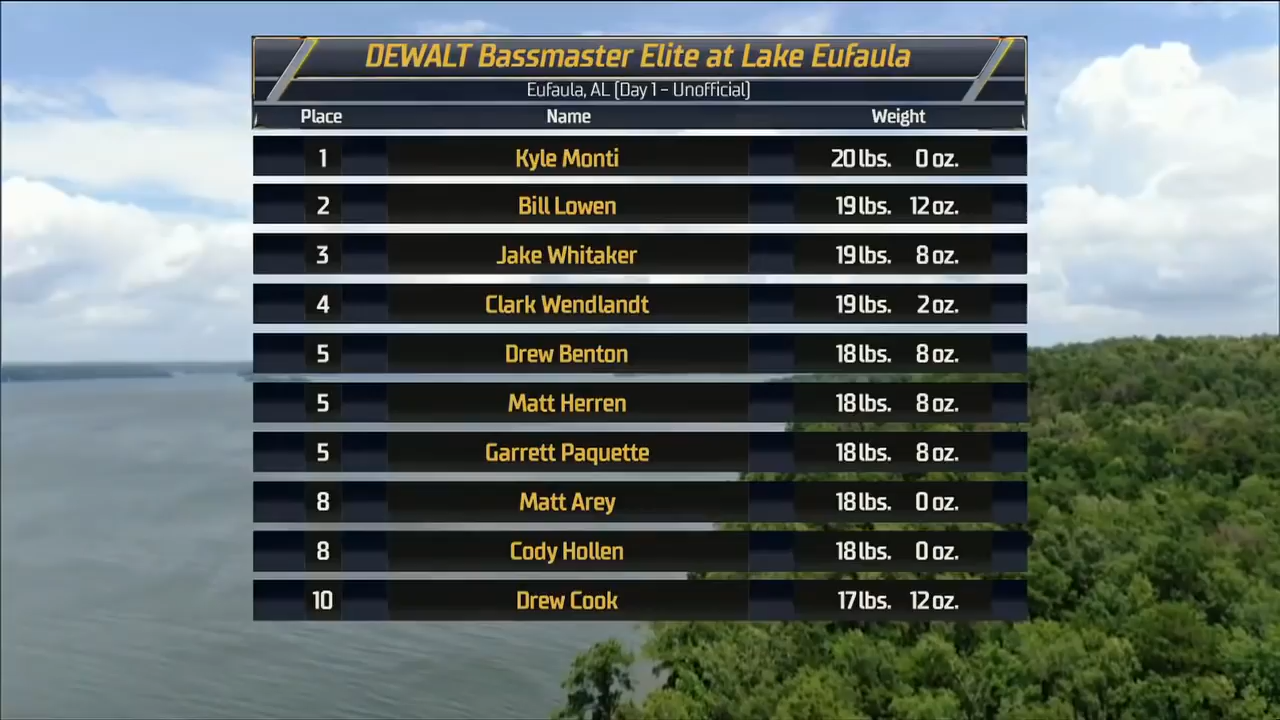 DEWALT Bassmaster Elite at Lake Eufaula
Eufaula, AL (Day 1 - Unofficial)
Place Name Weight
1 Kyle Monti 20 lbs. 0 oz.
2 Bill Lowen 19 lbs. 12 oz.
3 Jake Whitaker 19 lbs. 8 oz.
4 Clark Wendlandt 19 lbs. 2 oz.
5 Drew Benton 18 lbs. 8 oz.
5 Matt Herren 18 lbs. 8 oz.
5 Garrett Paquette 18 lbs. 8 oz.
8 Matt Arey 18 lbs. 0 oz.
8 Cody Hollen 18 lbs. 0 oz.
10 Drew Cook 17 lbs. 12 oz.